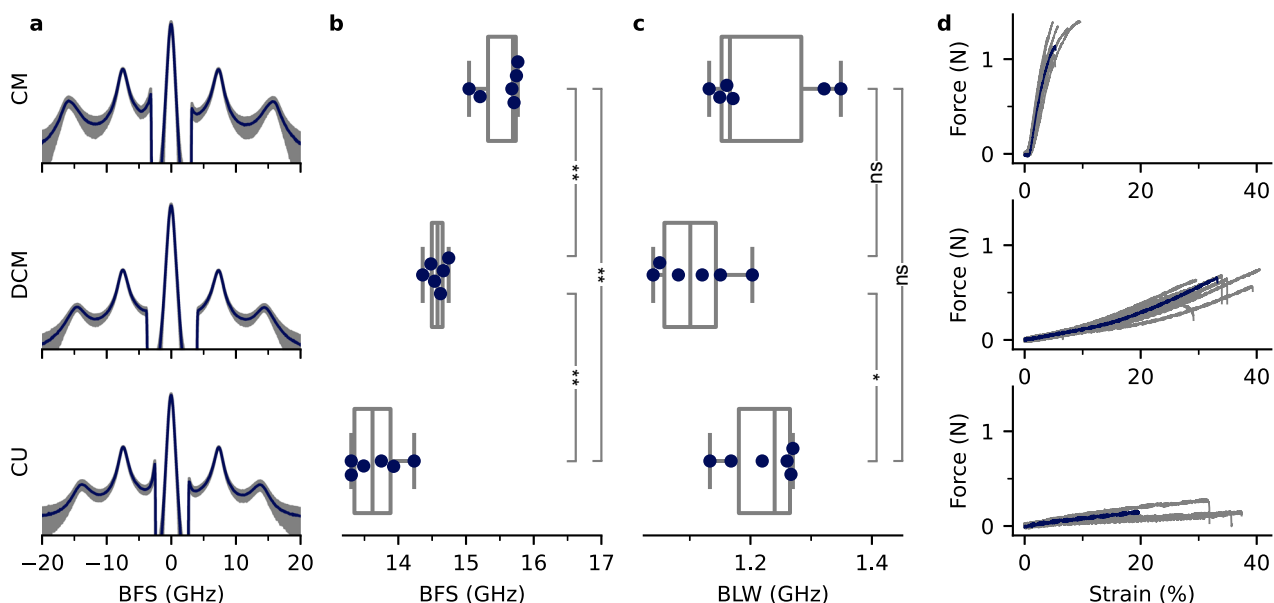 a
b
c
d
CM
DCM
CU
−20 −10 0 10 20
BFS (GHz)
**
**
**
14 15 16 17
BFS (GHz)
ns
ns
*
1.2 1.4
BLW (GHz)
Force (N)
1
0
0 20 40
Force (N)
1
0
0 20 40
Force (N)
1
0
0 20 40
Strain (%)